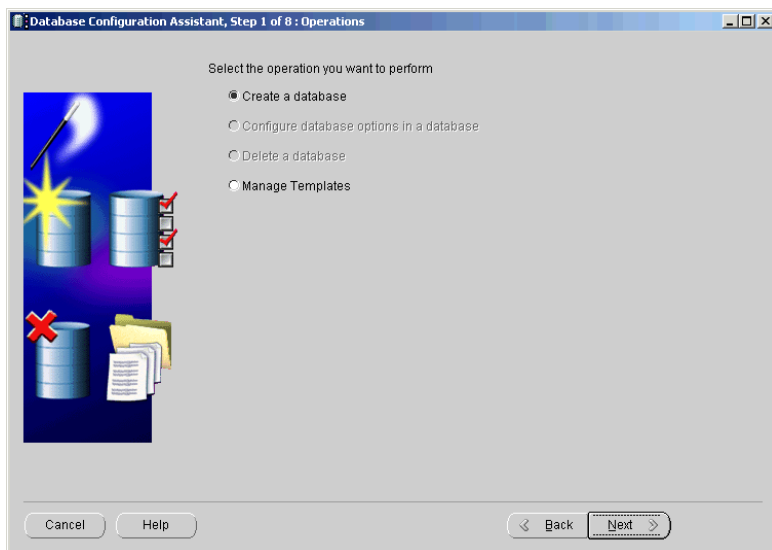 Database Configuration Assistant, Step 1 of 8 : Operations
Select the operation you want to perform
Create a database
Configure database options in a database
Delete a database
Manage Templates
Cancel
Help
Back
Next